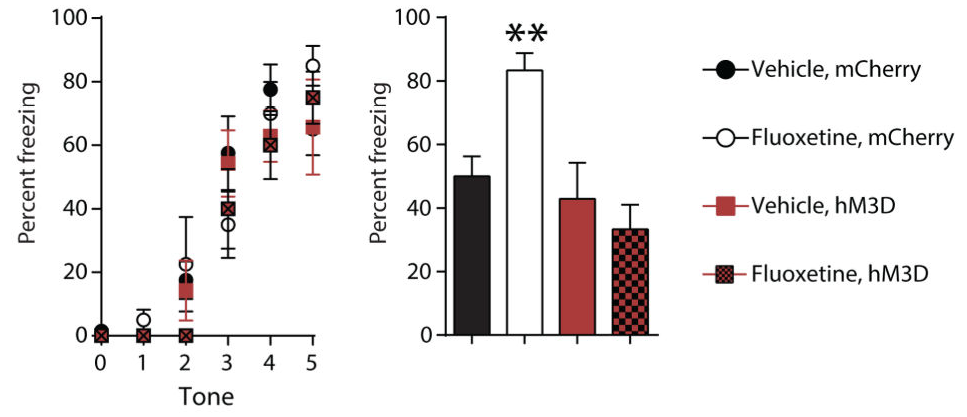 100
80
60
40
20
0
Percent freezing
0 1 2 3 4 5
Tone
100
80
60
40
20
0
Percent freezing
**
Vehicle, mCherry
Fluoxetine, mCherry
Vehicle, hM3D
Fluoxetine, hM3D